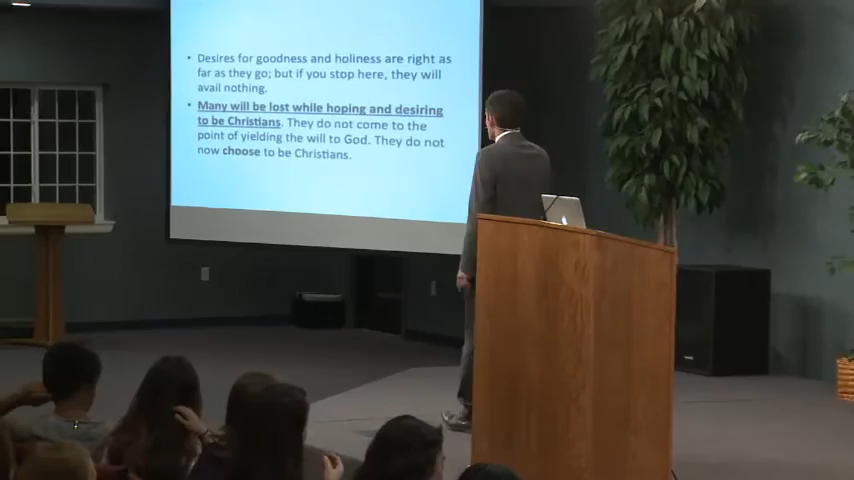 • Desires for goodness and holiness are right as
far as they go; but if you stop here, they will
avail nothing.
• Many will be lost while hoping and desiring
to be Christians. They do not come to the
point of yielding the will to God. They do not
now choose to be Christians.